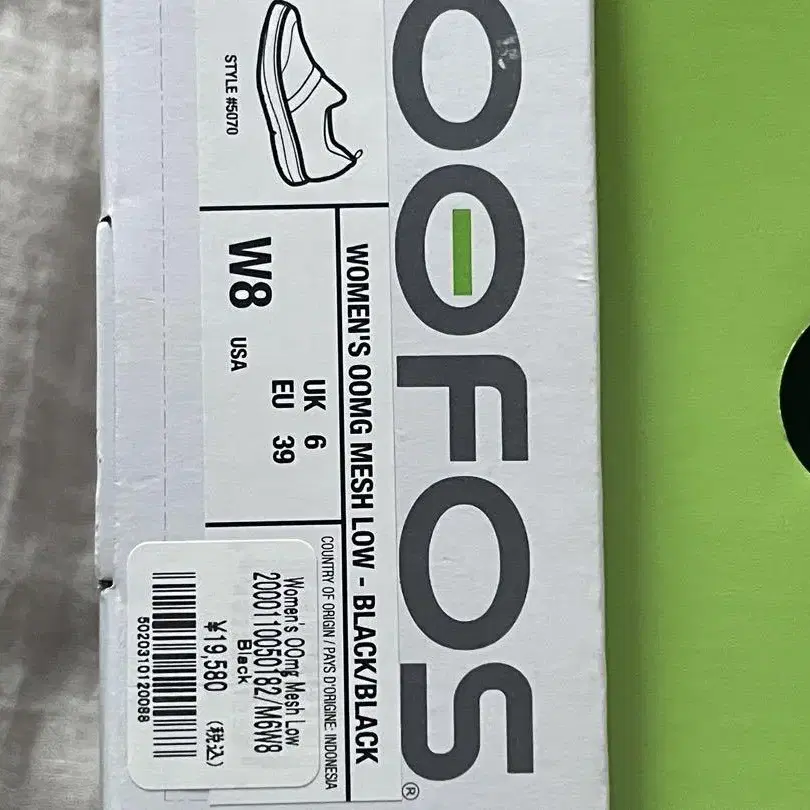 OOFOS®
WOMEN'S OOMG MESH LOW - BLACK/BLACK
STYLE #5070
W8 USA
UK 6
EU 39
COUNTRY OF ORIGIN / PAYS D'ORIGINE: INDONESIA
Women's OOmg Mesh Low
2000110050182/M6W8
Black
¥19,580 (税込)
5020310120088